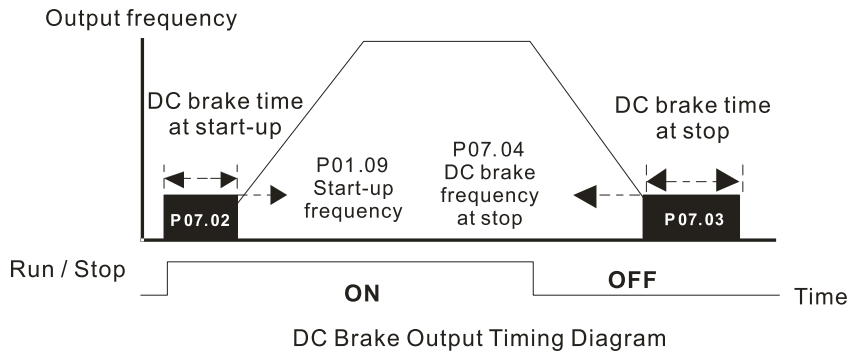 Output frequency
DC brake time
at start-up
DC brake time
at stop
P01.09
Start-up
frequency
P07.04
DC brake
frequency
at stop
P07.02
P07.03
Run / Stop
ON
OFF
Time
DC Brake Output Timing Diagram